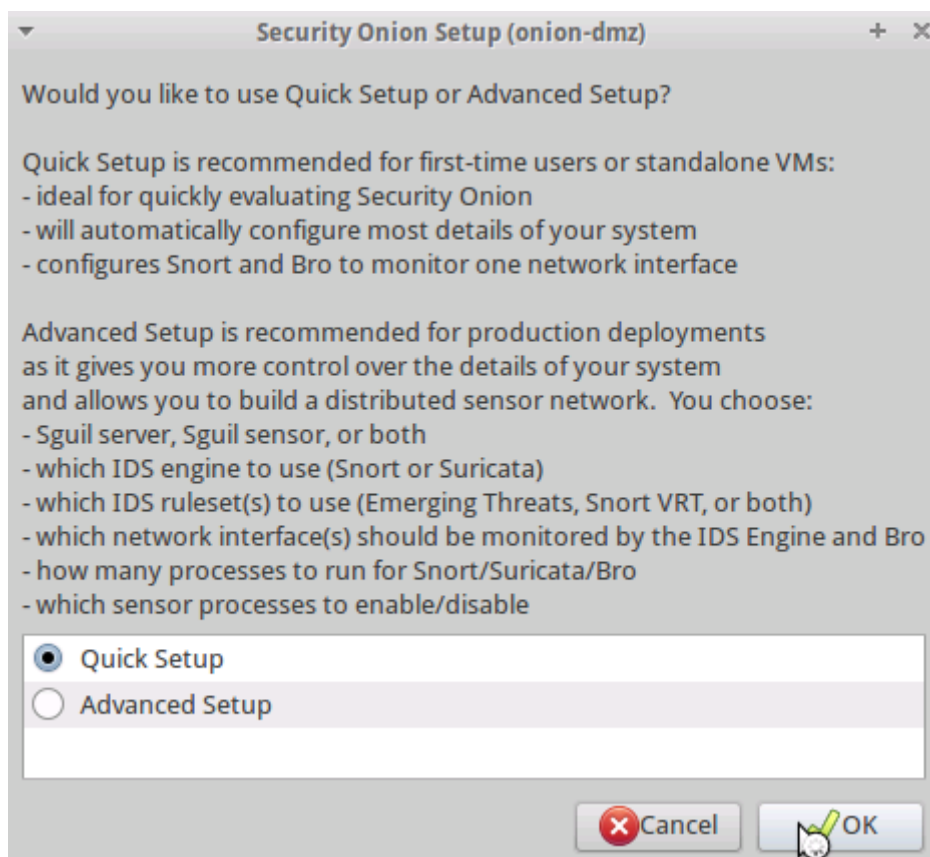 Security Onion Setup (onion-dmz)
Would you like to use Quick Setup or Advanced Setup?
Quick Setup is recommended for first-time users or standalone VMs:
- ideal for quickly evaluating Security Onion
- will automatically configure most details of your system
- configures Snort and Bro to monitor one network interface
Advanced Setup is recommended for production deployments
as it gives you more control over the details of your system
and allows you to build a distributed sensor network.  You choose:
- Sguil server, Sguil sensor, or both
- which IDS engine to use (Snort or Suricata)
- which IDS ruleset(s) to use (Emerging Threats, Snort VRT, or both)
- which network interface(s) should be monitored by the IDS Engine and Bro
- how many processes to run for Snort/Suricata/Bro
- which sensor processes to enable/disable
Quick Setup
Advanced Setup
Cancel OK